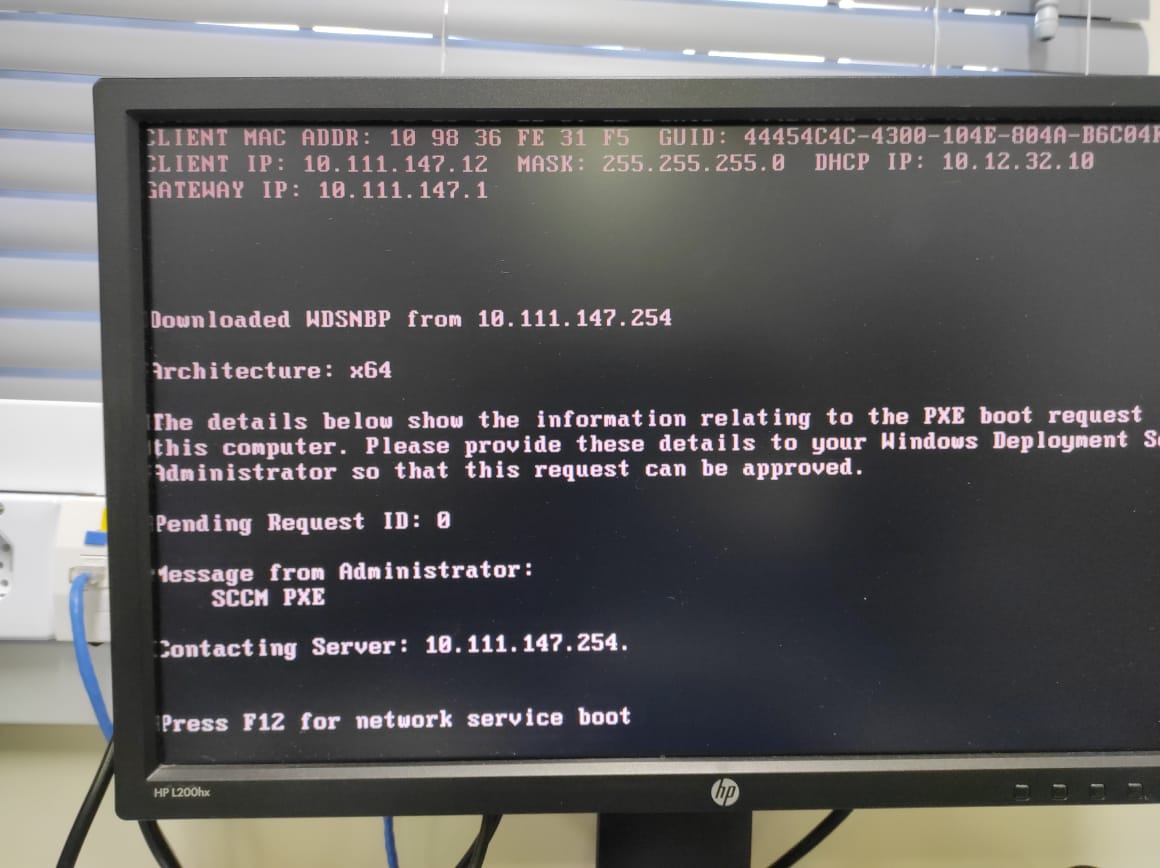 CLIENT MAC ADDR: 10 98 36 FE 31 F5 GUID: 44454C4C-4300-104E-804A-B6C04F
CLIENT IP: 10.111.147.12 MASK: 255.255.255.0 DHCP IP: 10.12.32.10
GATEWAY IP: 10.111.147.1
Downloaded WDSNBP from 10.111.147.254
Architecture: x64
The details below show the information relating to the PXE boot request
this computer. Please provide these details to your Windows Deployment Se
Administrator so that this request can be approved.
Pending Request ID: 0
Message from Administrator:
SCCM PXE
Contacting Server: 10.111.147.254.
Press F12 for network service boot
HP L200hx
hp